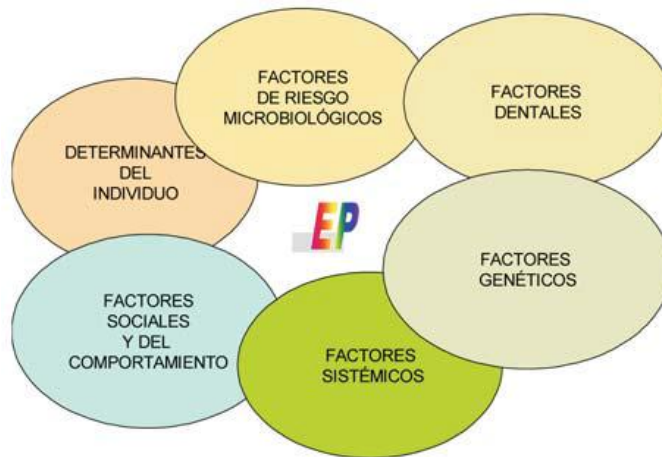 FACTORES
DE RIESGO
MICROBIOLÓGICOS
FACTORES
DENTALES
DETERMINANTES
DEL
INDIVIDUO
EP
FACTORES
GENÉTICOS
FACTORES
SOCIALES
Y DEL
COMPORTAMIENTO
FACTORES
SISTÉMICOS